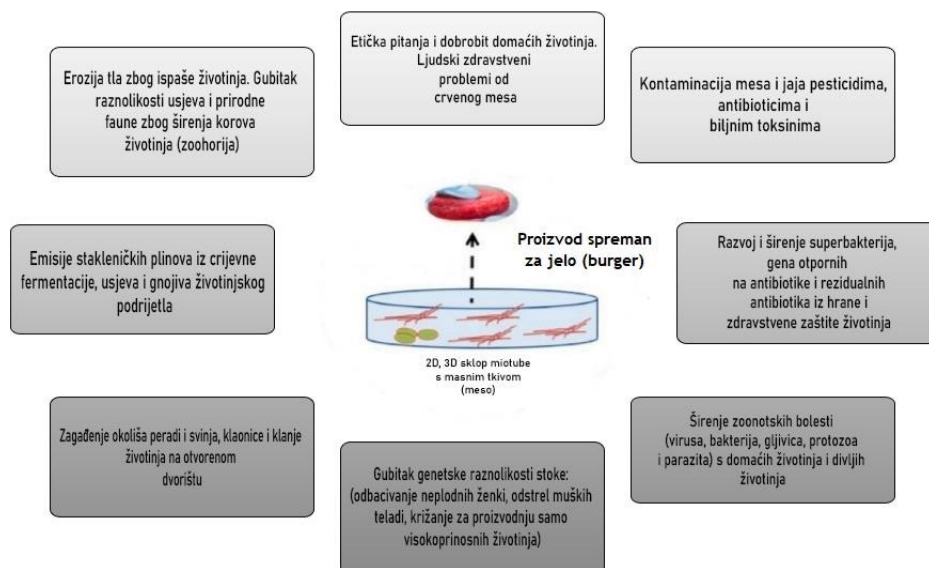 Etička pitanja i dobrobit domaćih životinja.
Ljudski zdravstveni
problemi od
crvenog mesa
Erozija tla zbog ispaše životinja. Gubitak
raznolikosti usjeva i prirodne
faune zbog širenja korova
životinja (zoohorija)
Kontaminacija mesa i jaja pesticidima,
antibioticima i
biljnim toksinima
Emisije stakleničkih plinova iz crijevne
fermentacije, usjeva i gnojiva životinjskog
podrijetla
Proizvod spreman
za jelo (burger)
Razvoj i širenje superbakterija,
gena otpornih
na antibiotike i rezidualnih
antibiotika iz hrane i
zdravstvene zaštite životinja
2D, 3D sklop miotube
s masnim tkivom
(meso)
Zagađenje okoliša peradi i svinja, klaonice i klanje
životinja na otvorenom
dvorištu
Gubitak genetske raznolikosti stoke:
(odbacivanje neplodnih ženki, odstrel muških
teladi, križanje za proizvodnju samo
visokoprinosnih životinja)
Širenje zoonotskih bolesti
(virusa, bakterija, gljivica, protozoa
i parazita) s domaćih životinja i divljih
životinja